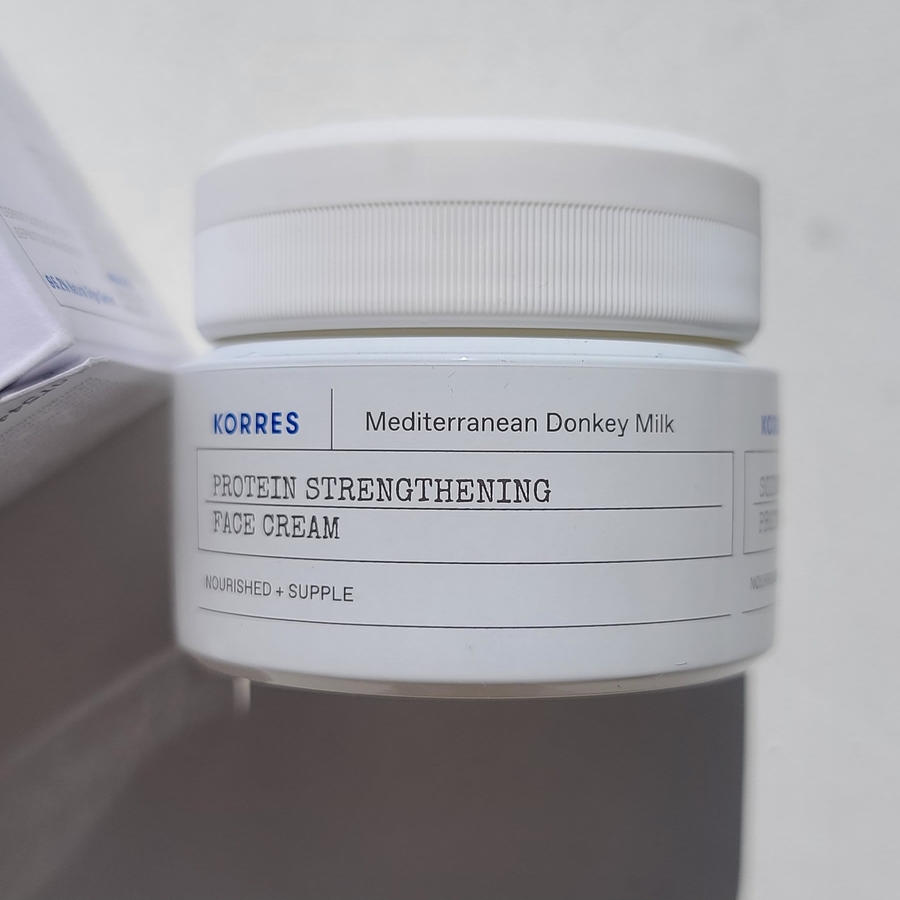 KORRES
Mediterranean Donkey Milk
PROTEIN STRENGTHENING
FACE CREAM
NOURISHED + SUPPLE